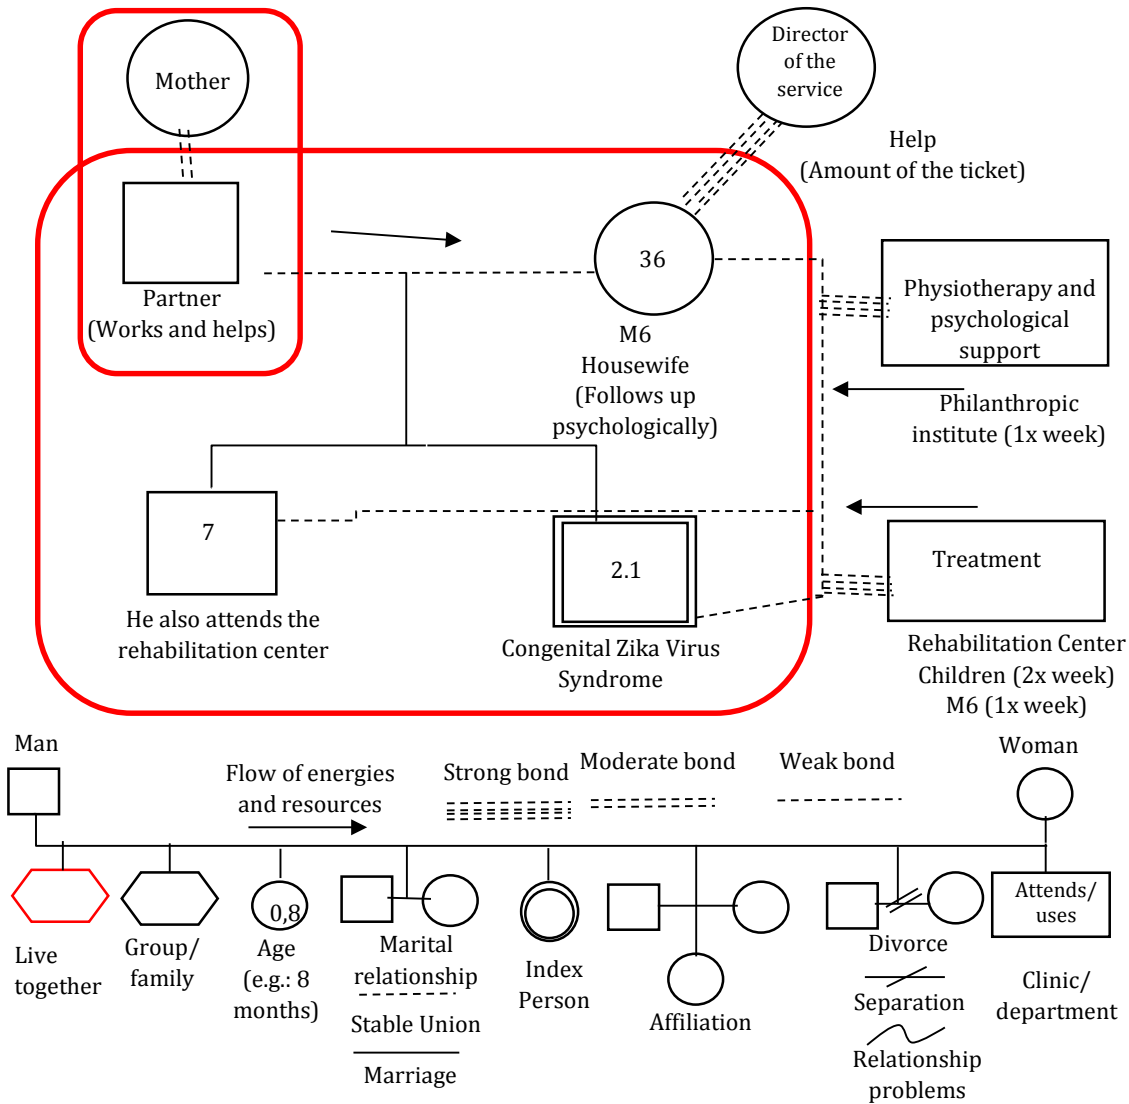 Mother
Director
of the
service
Help
(Amount of the ticket)
36
Partner
(Works and helps)
M6
Housewife
(Follows up
psychologically)
Physiotherapy and
psychological
support
Philanthropic
institute (1x week)
7
He also attends the
rehabilitation center
2.1
Congenital Zika Virus
Syndrome
Treatment
Rehabilitation Center
Children (2x week)
M6 (1x week)
Man
Flow of energies
and resources
Strong bond
Moderate bond
Weak bond
Woman
Live
together
Group/
family
0,8
Age
(e.g.: 8
months)
Marital
relationship
Stable Union
Marriage
Index
Person
Affiliation
Divorce
Separation
Relationship
problems
Attends/
uses
Clinic/
department